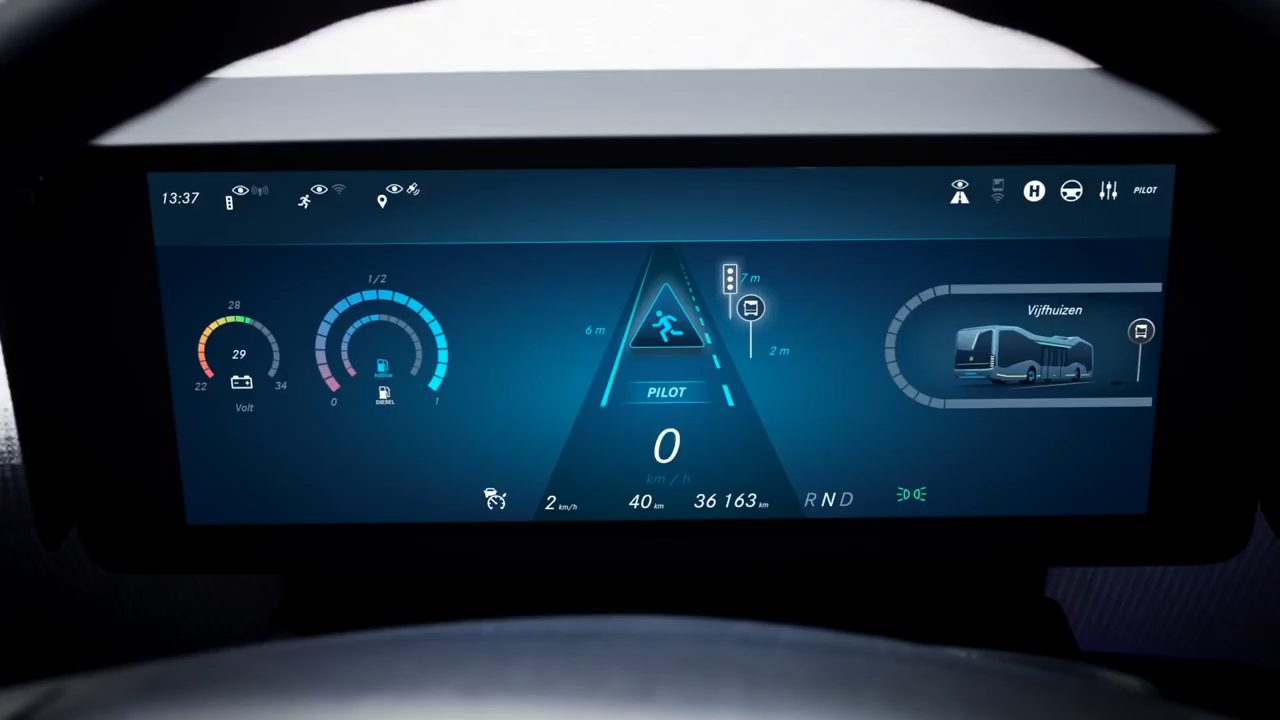 13:37
H
PILOT
28
29
22
34
Volt
1/2
AdBlue
DIESEL
0
1
7 m
6 m
2 m
PILOT
0
km / h
2 km/h
40 km
36 163 km
R N D
Vijfhuizen